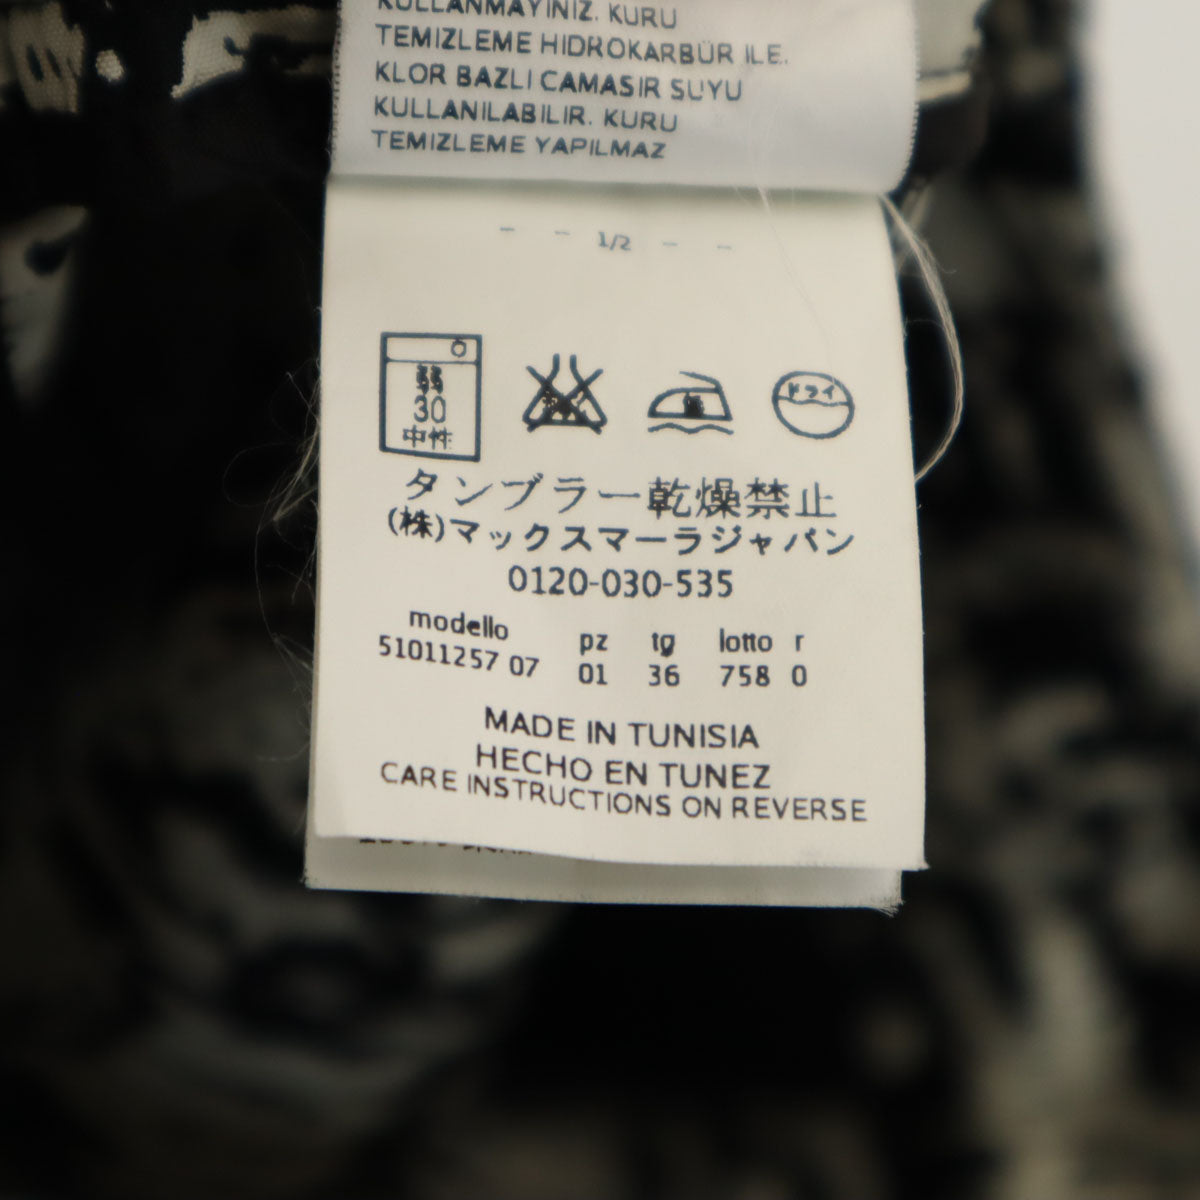 KULLANMAYINIZ. KURU
TEMIZLEME HIDROKARBÜR ILE.
KLOR BAZLI CAMASIR SUYU
KULLANILABILIR. KURU
TEMIZLEME YAPILMAZ
- - 1/2 - -
弱
30
中性
ドライ
タンブラー乾燥禁止
(株)マックスマーラジャパン
0120-030-535
modello pz tg lotto r
51011257 07 01 36 758 0
MADE IN TUNISIA
HECHO EN TUNEZ
CARE INSTRUCTIONS ON REVERSE